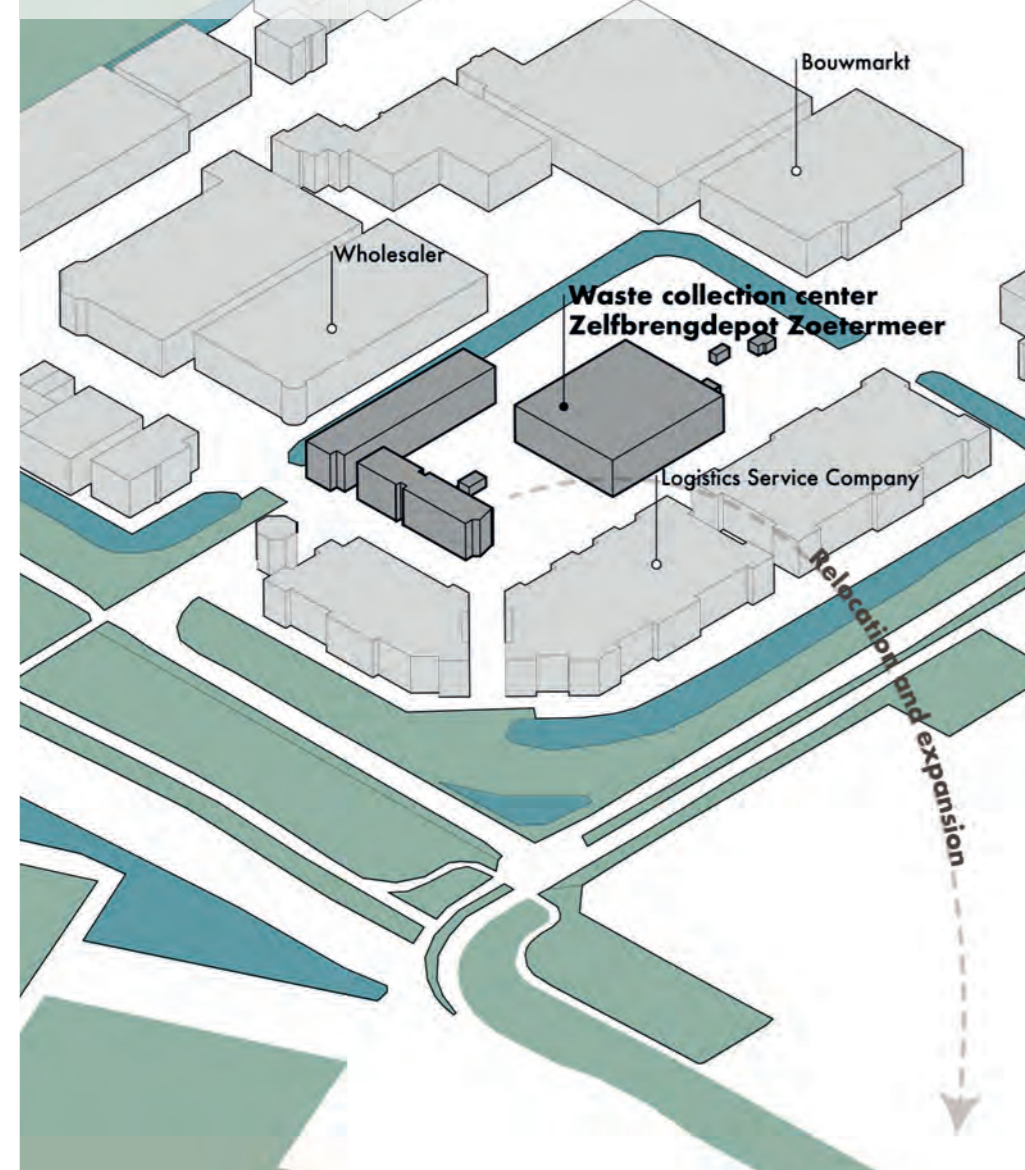 Bouwmarkt
Wholesaler
Waste collection center
Zelfbrengdepot Zoetermeer
Logistics Service Company
Relocation and expansion